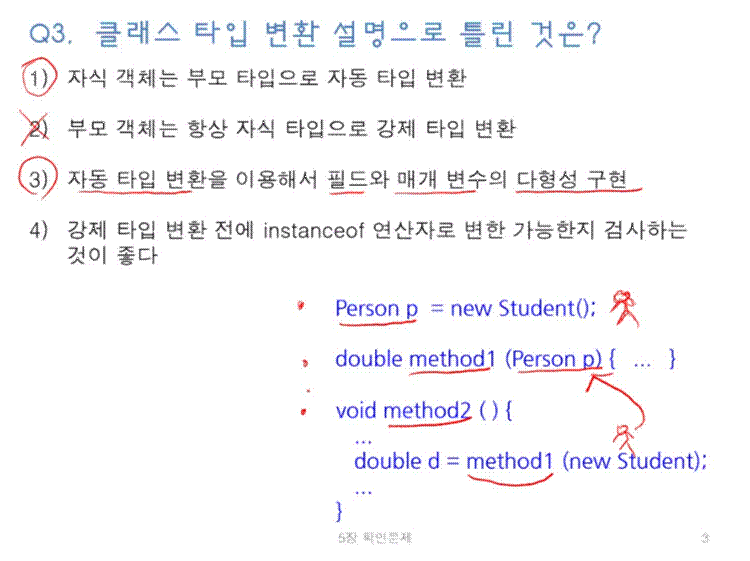 Q3. 클래스 타입 변환 설명으로 틀린 것은?
1) 자식 객체는 부모 타입으로 자동 타입 변환
2) 부모 객체는 항상 자식 타입으로 강제 타입 변환
3) 자동 타입 변환을 이용해서 필드와 매개 변수의 다형성 구현
4) 강제 타입 변환 전에 instanceof 연산자로 변한 가능한지 검사하는
것이 좋다
Person p = new Student();
double method1 (Person p) { ... }
void method2 ( ) {
...
double d = method1 (new Student);
...
}
5장 확인문제 3